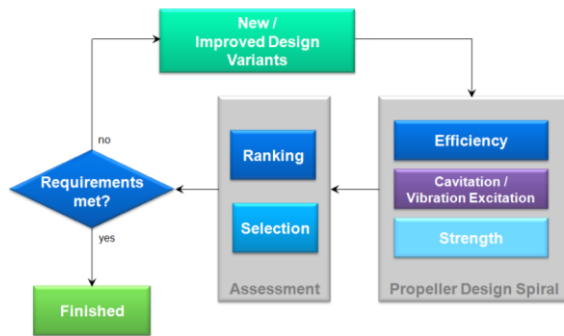 New /
Improved Design
Variants
no
Efficiency
Ranking
Requirements
met?
Cavitation /
Vibration Excitation
Selection
yes
Strength
Finished
Assessment
Propeller Design Spiral